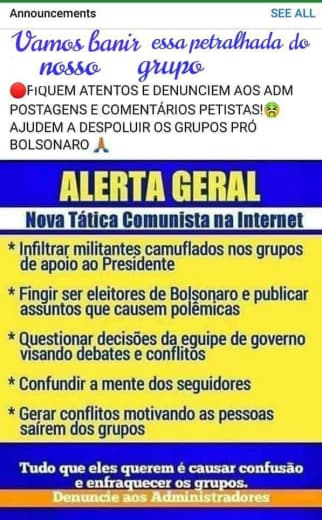 Announcements SEE ALL
Vamos banir essa petralhada do
nosso grupo
🔴FIQUEM ATENTOS E DENUNCIEM AOS ADM
POSTAGENS E COMENTÁRIOS PETISTAS!🤮
AJUDEM A DESPOLUIR OS GRUPOS PRÓ
BOLSONARO 🙏
ALERTA GERAL
Nova Tática Comunista na Internet
* Infiltrar militantes camuflados nos grupos
de apoio ao Presidente
* Fingir ser eleitores de Bolsonaro e publicar
assuntos que causem polêmicas
* Questionar decisões da equipe de governo
visando debates e conflitos
* Confundir a mente dos seguidores
* Gerar conflitos motivando as pessoas
saírem dos grupos
Tudo que eles querem é causar confusão
e enfraquecer os grupos.
Denuncie aos Administradores